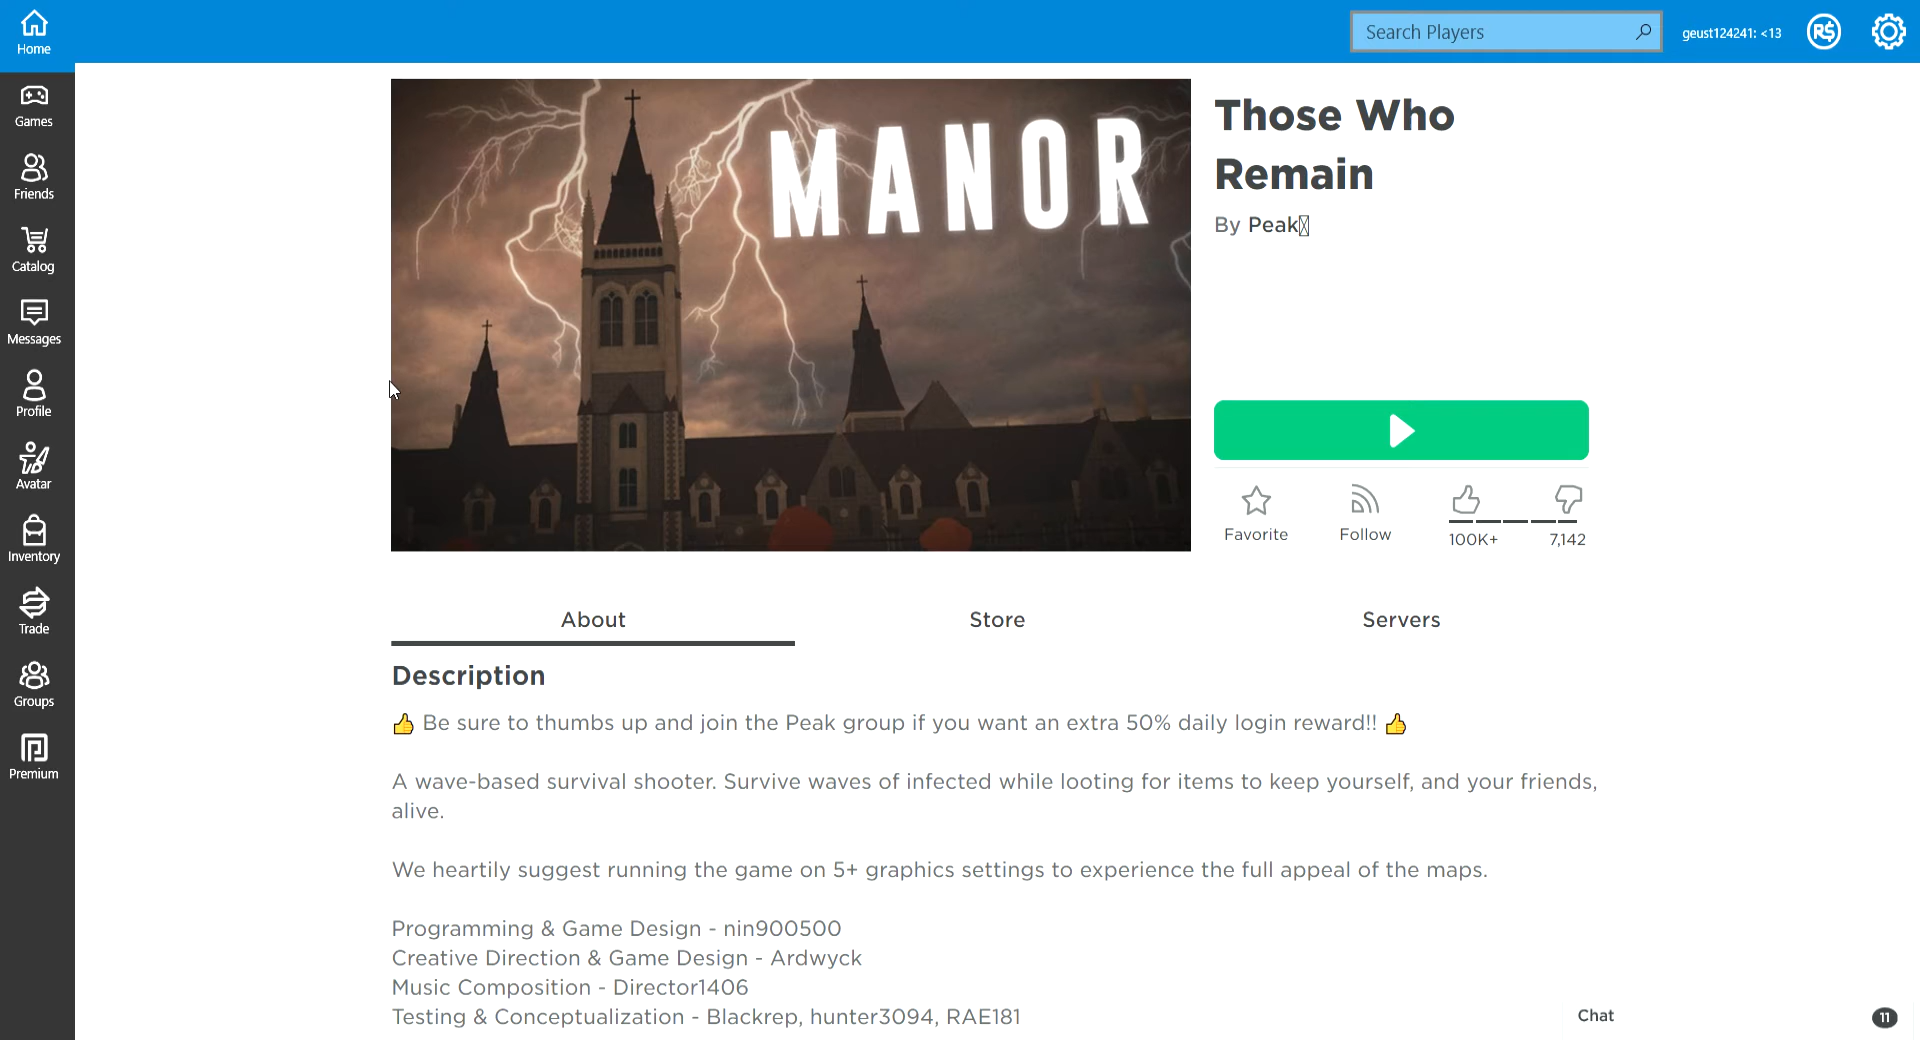 Home
Search Players
geust124241: <13
R$
Games
Friends
Catalog
Messages
Profile
Avatar
Inventory
Trade
Groups
Premium
MANOR
Those Who
Remain
By Peak
Favorite
Follow
100K+
7,142
About
Store
Servers
Description
👍 Be sure to thumbs up and join the Peak group if you want an extra 50% daily login reward!! 👍
A wave-based survival shooter. Survive waves of infected while looting for items to keep yourself, and your friends,
alive.
We heartily suggest running the game on 5+ graphics settings to experience the full appeal of the maps.
Programming & Game Design - nin900500
Creative Direction & Game Design - Ardwyck
Music Composition - Director1406
Testing & Conceptualization - Blackrep, hunter3094, RAE181
Chat
11